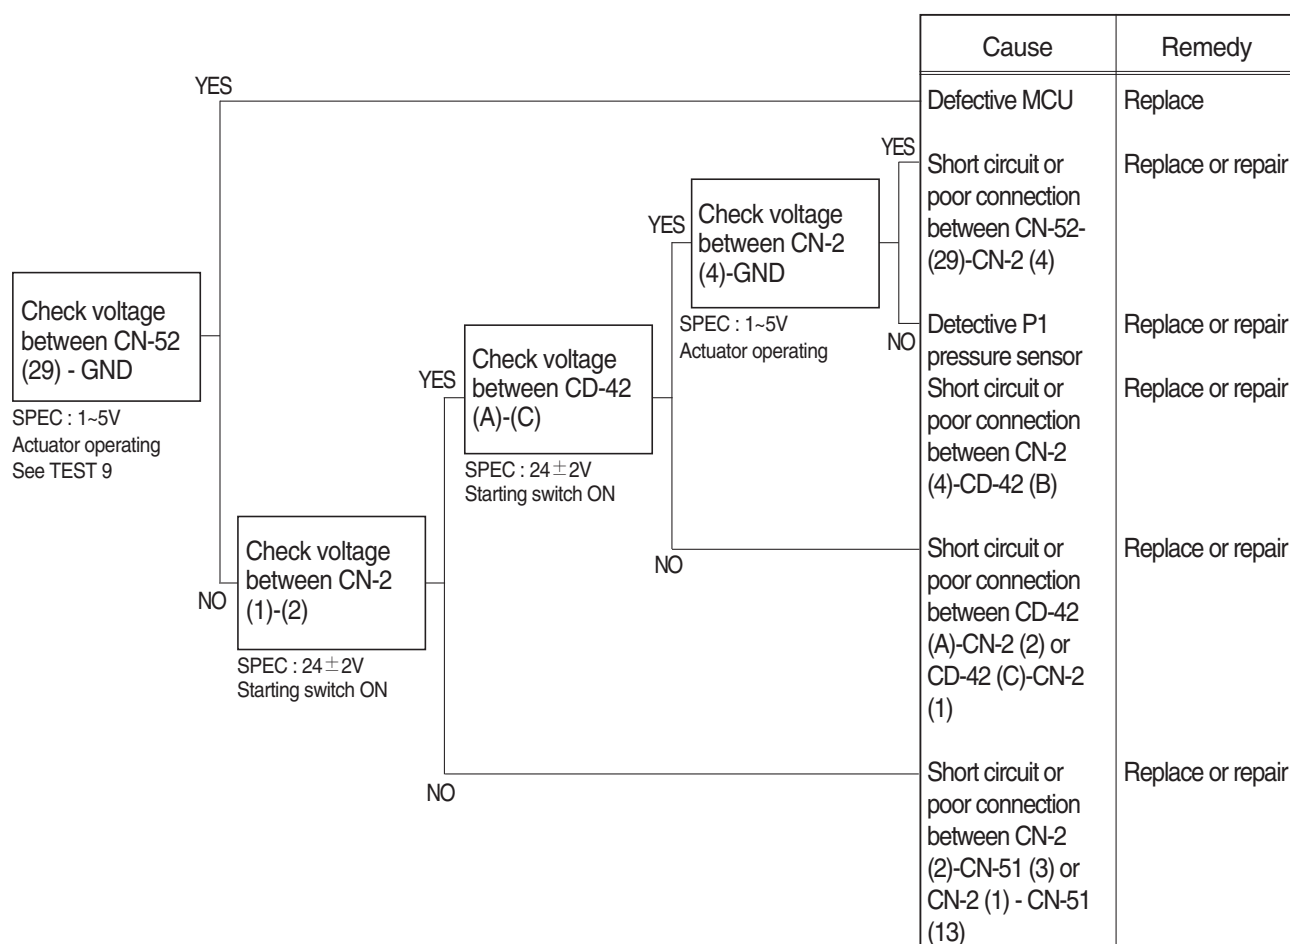 Cause
Remedy
YES
Defective MCU
Replace
YES
Short circuit or
poor connection
between CN-52-
(29)-CN-2 (4)
Replace or repair
YES
Check voltage
between CN-2
(4)-GND
SPEC : 1~5V
Actuator operating
NO
Detective P1
pressure sensor
Replace or repair
Short circuit or
poor connection
between CN-2
(4)-CD-42 (B)
Replace or repair
Check voltage
between CN-52
(29) - GND
SPEC : 1~5V
Actuator operating
See TEST 9
YES
Check voltage
between CD-42
(A)-(C)
SPEC : 24±2V
Starting switch ON
NO
Short circuit or
poor connection
between CD-42
(A)-CN-2 (2) or
CD-42 (C)-CN-2
(1)
Replace or repair
NO
Check voltage
between CN-2
(1)-(2)
SPEC : 24±2V
Starting switch ON
NO
Short circuit or
poor connection
between CN-2
(2)-CN-51 (3) or
CN-2 (1) - CN-51
(13)
Replace or repair